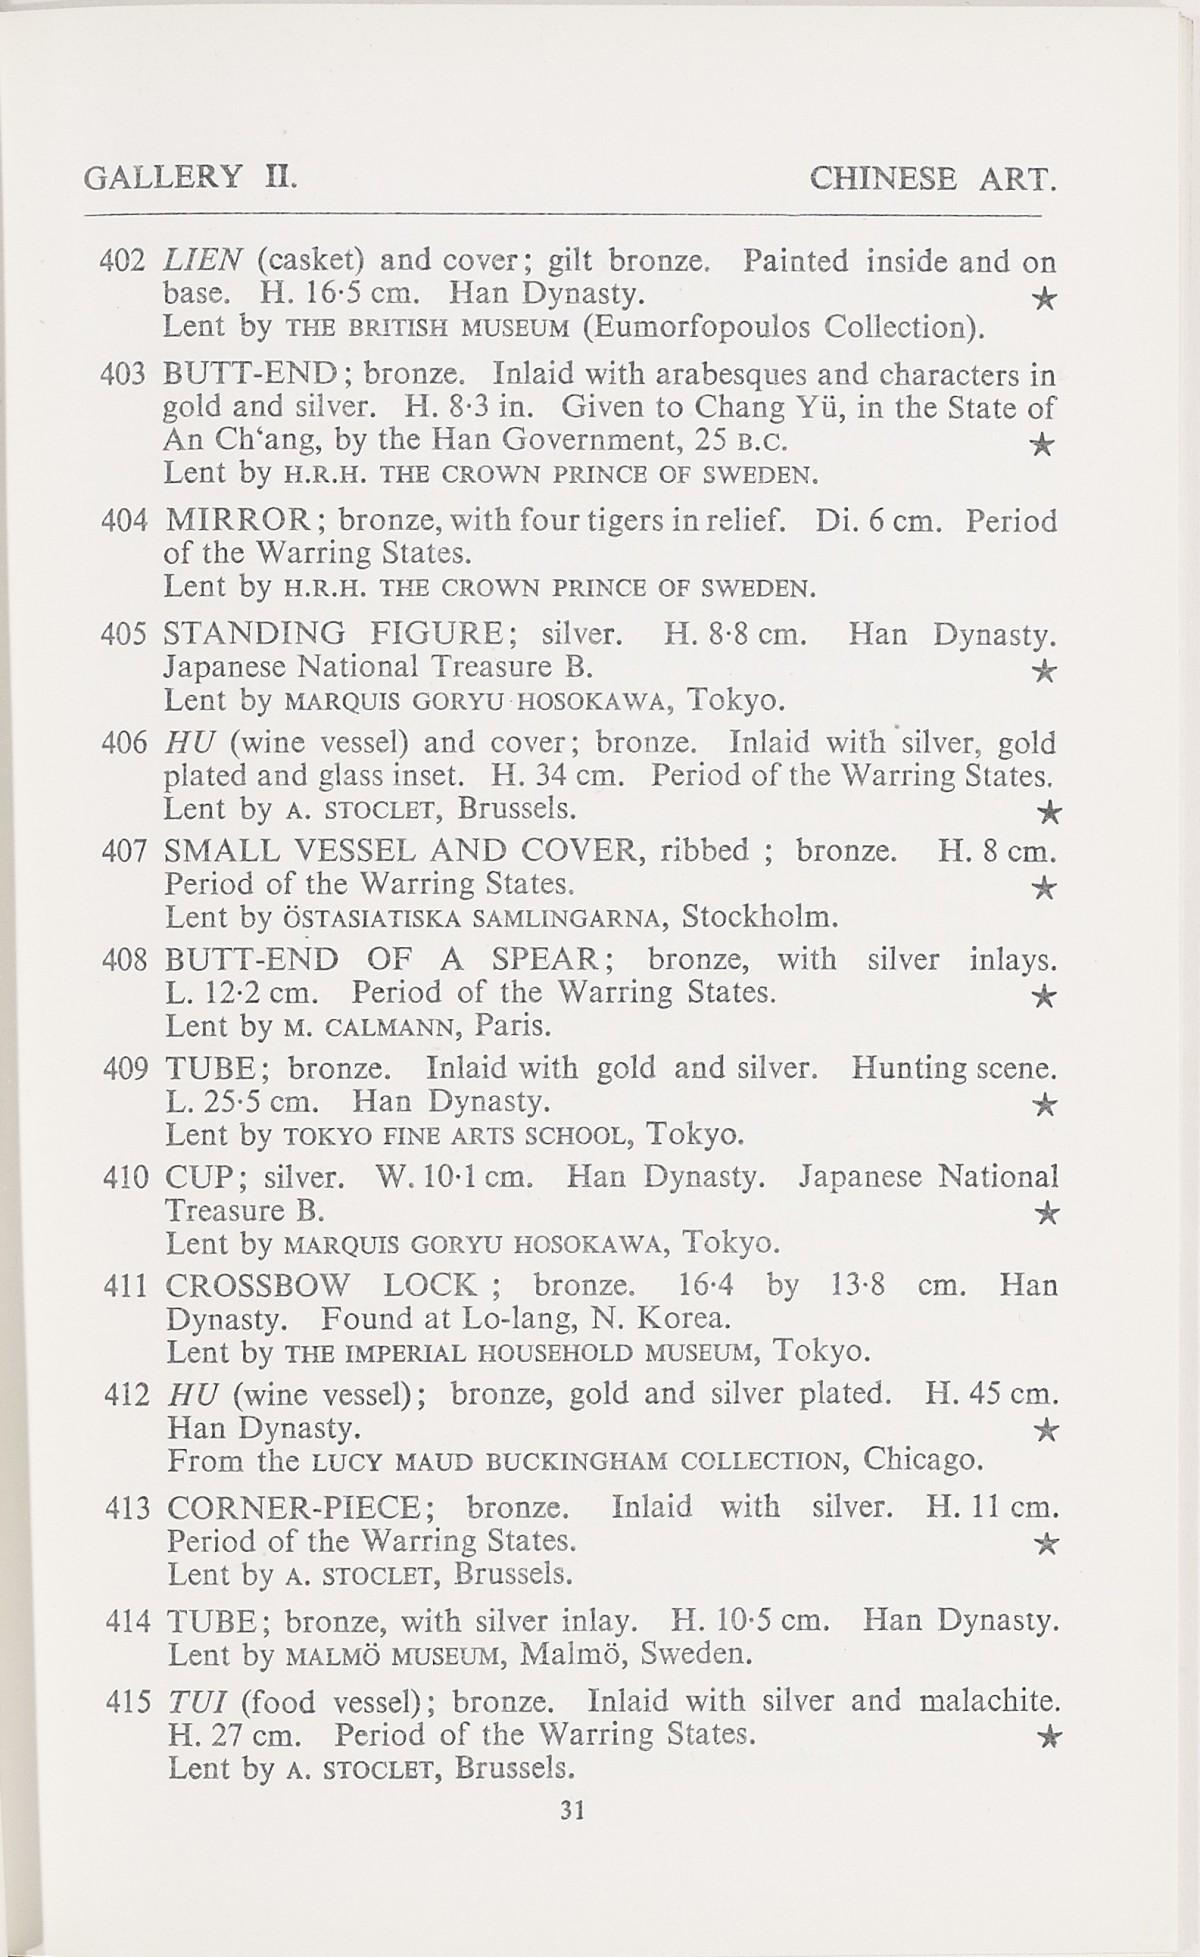 GALLERY II. CHINESE ART.
402 LIEN (casket) and cover; gilt bronze. Painted inside and on
base. H. 16·5 cm. Han Dynasty. ★
Lent by THE BRITISH MUSEUM (Eumorfopoulos Collection).
403 BUTT-END; bronze. Inlaid with arabesques and characters in
gold and silver. H. 8·3 in. Given to Chang Yü, in the State of
An Ch‘ang, by the Han Government, 25 B.C. ★
Lent by H.R.H. THE CROWN PRINCE OF SWEDEN.
404 MIRROR; bronze, with four tigers in relief. Di. 6 cm. Period
of the Warring States.
Lent by H.R.H. THE CROWN PRINCE OF SWEDEN.
405 STANDING FIGURE; silver. H. 8·8 cm. Han Dynasty.
Japanese National Treasure B. ★
Lent by MARQUIS GORYU HOSOKAWA, Tokyo.
406 HU (wine vessel) and cover; bronze. Inlaid with silver, gold
plated and glass inset. H. 34 cm. Period of the Warring States.
Lent by A. STOCLET, Brussels. ★
407 SMALL VESSEL AND COVER, ribbed ; bronze. H. 8 cm.
Period of the Warring States. ★
Lent by ÖSTASIATISKA SAMLINGARNA, Stockholm.
408 BUTT-END OF A SPEAR; bronze, with silver inlays.
L. 12·2 cm. Period of the Warring States. ★
Lent by M. CALMANN, Paris.
409 TUBE; bronze. Inlaid with gold and silver. Hunting scene.
L. 25·5 cm. Han Dynasty. ★
Lent by TOKYO FINE ARTS SCHOOL, Tokyo.
410 CUP; silver. W. 10·1 cm. Han Dynasty. Japanese National
Treasure B. ★
Lent by MARQUIS GORYU HOSOKAWA, Tokyo.
411 CROSSBOW LOCK ; bronze. 16·4 by 13·8 cm. Han
Dynasty. Found at Lo-lang, N. Korea.
Lent by THE IMPERIAL HOUSEHOLD MUSEUM, Tokyo.
412 HU (wine vessel); bronze, gold and silver plated. H. 45 cm.
Han Dynasty. ★
From the LUCY MAUD BUCKINGHAM COLLECTION, Chicago.
413 CORNER-PIECE; bronze. Inlaid with silver. H. 11 cm.
Period of the Warring States. ★
Lent by A. STOCLET, Brussels.
414 TUBE; bronze, with silver inlay. H. 10·5 cm. Han Dynasty.
Lent by MALMÖ MUSEUM, Malmö, Sweden.
415 TUI (food vessel); bronze. Inlaid with silver and malachite.
H. 27 cm. Period of the Warring States. ★
Lent by A. STOCLET, Brussels.
31